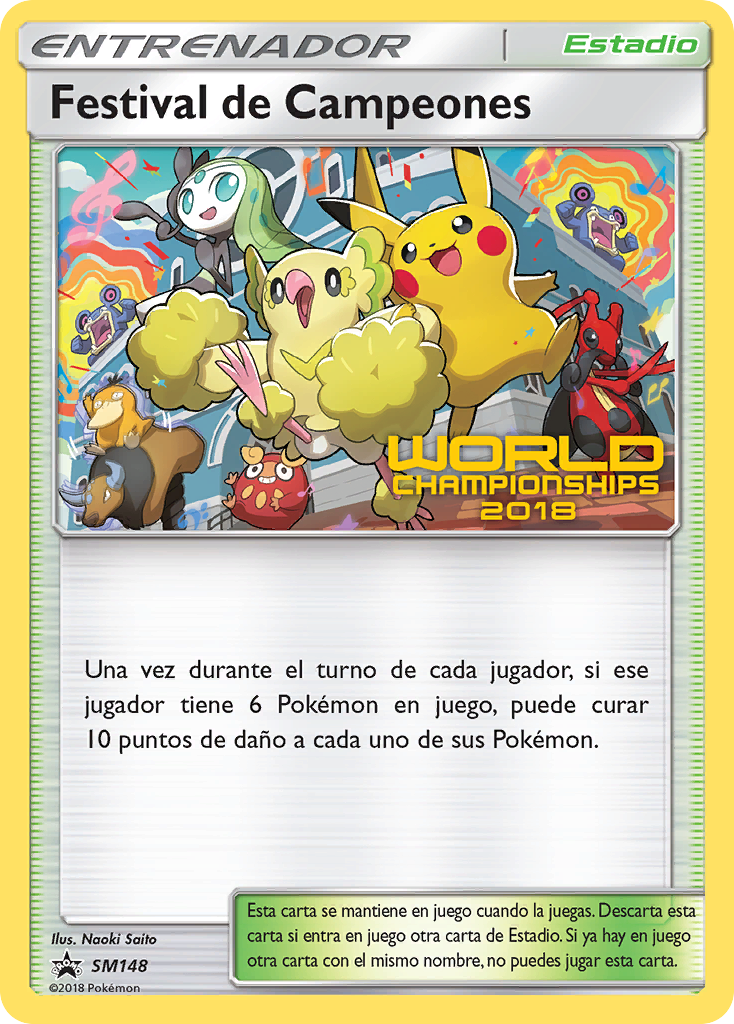 ENTRENADOR
Estadio
Festival de Campeones
WORLD
CHAMPIONSHIPS
2018
Una vez durante el turno de cada jugador, si ese
jugador tiene 6 Pokémon en juego, puede curar
10 puntos de daño a cada uno de sus Pokémon.
Esta carta se mantiene en juego cuando la juegas. Descarta esta
carta si entra en juego otra carta de Estadio. Si ya hay en juego
otra carta con el mismo nombre, no puedes jugar esta carta.
Ilus. Naoki Saito
PROMO SM148
©2018 Pokémon